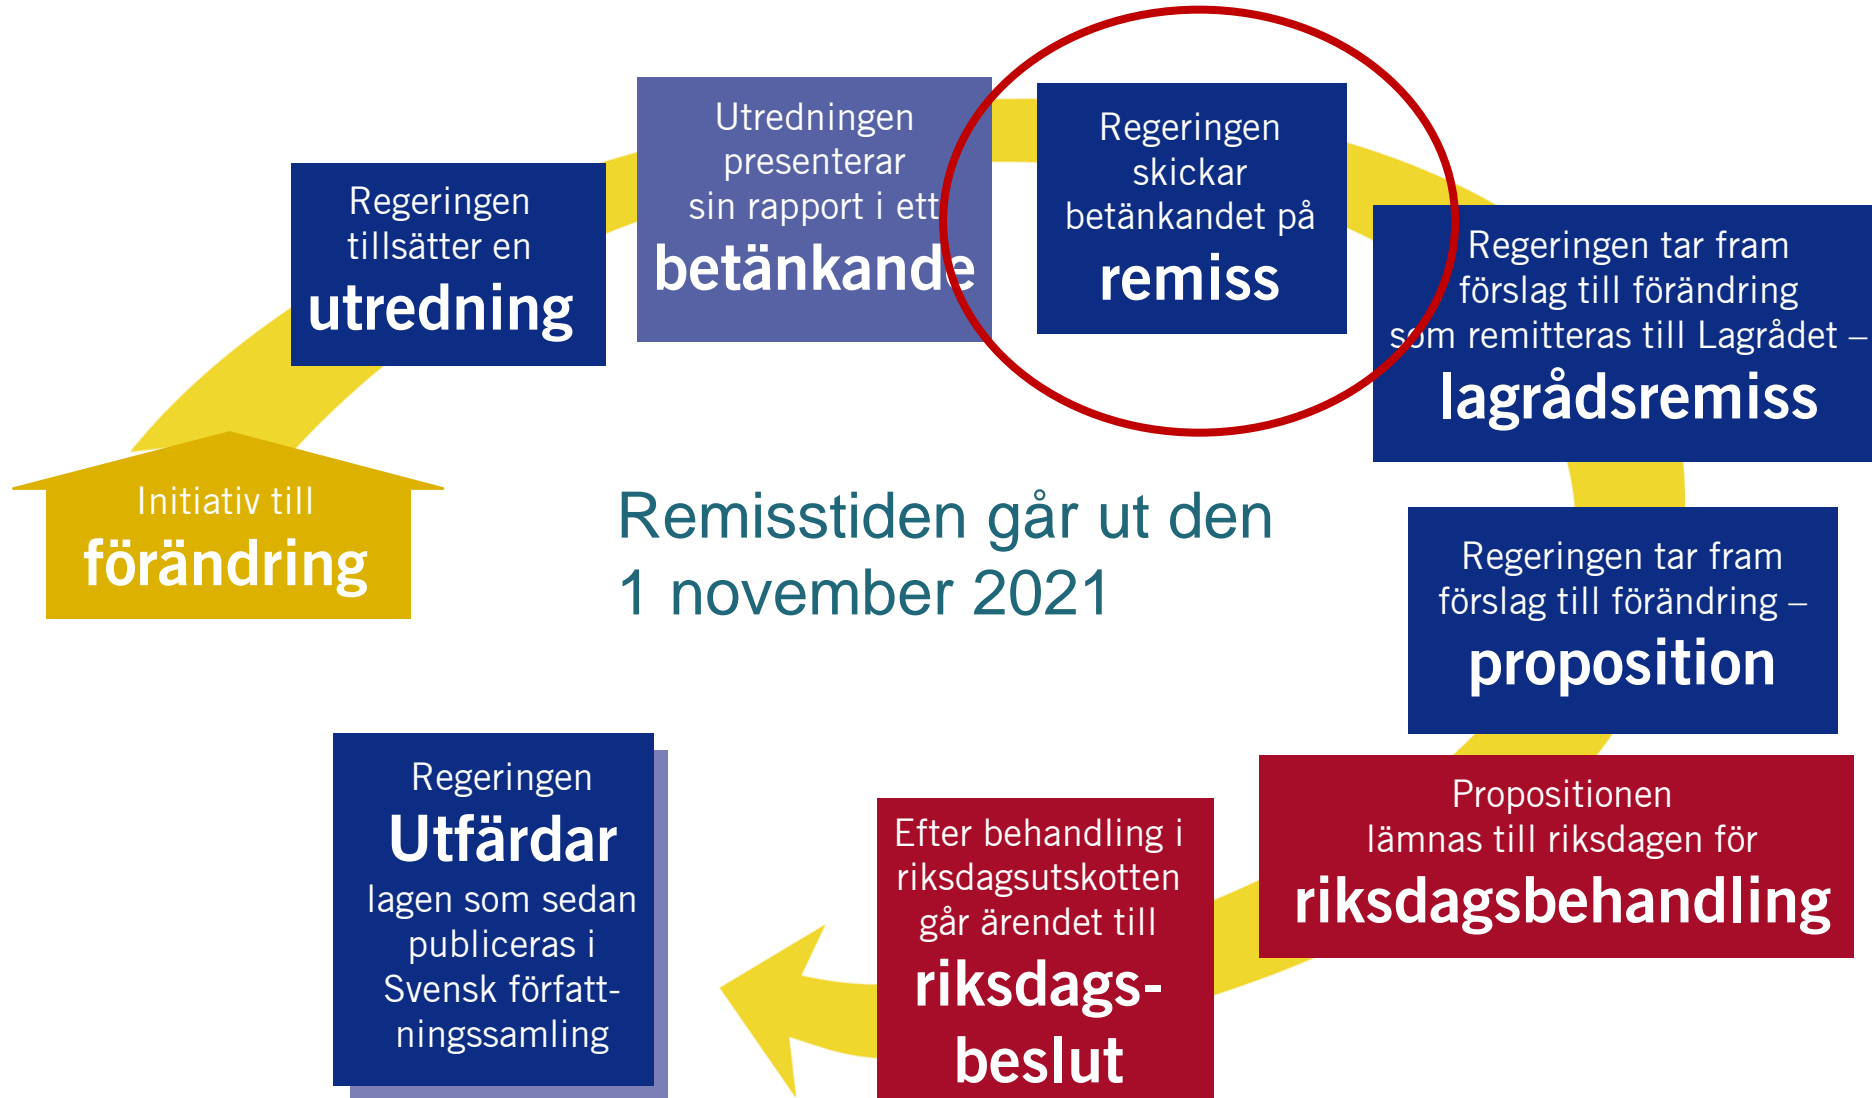 Initiativ till
förändring
Regeringen
tillsätter en
utredning
Utredningen
presenterar
sin rapport i ett
betänkande
Regeringen
skickar
betänkandet på
remiss
Regeringen tar fram
förslag till förändring
som remitteras till Lagrådet –
lagrådsremiss
Regeringen tar fram
förslag till förändring –
proposition
Propositionen
lämnas till riksdagen för
riksdagsbehandling
Efter behandling i
riksdagsutskotten
går ärendet till
riksdags-
beslut
Regeringen
Utfärdar
lagen som sedan
publiceras i
Svensk författ-
ningssamling
Remisstiden går ut den
1 november 2021